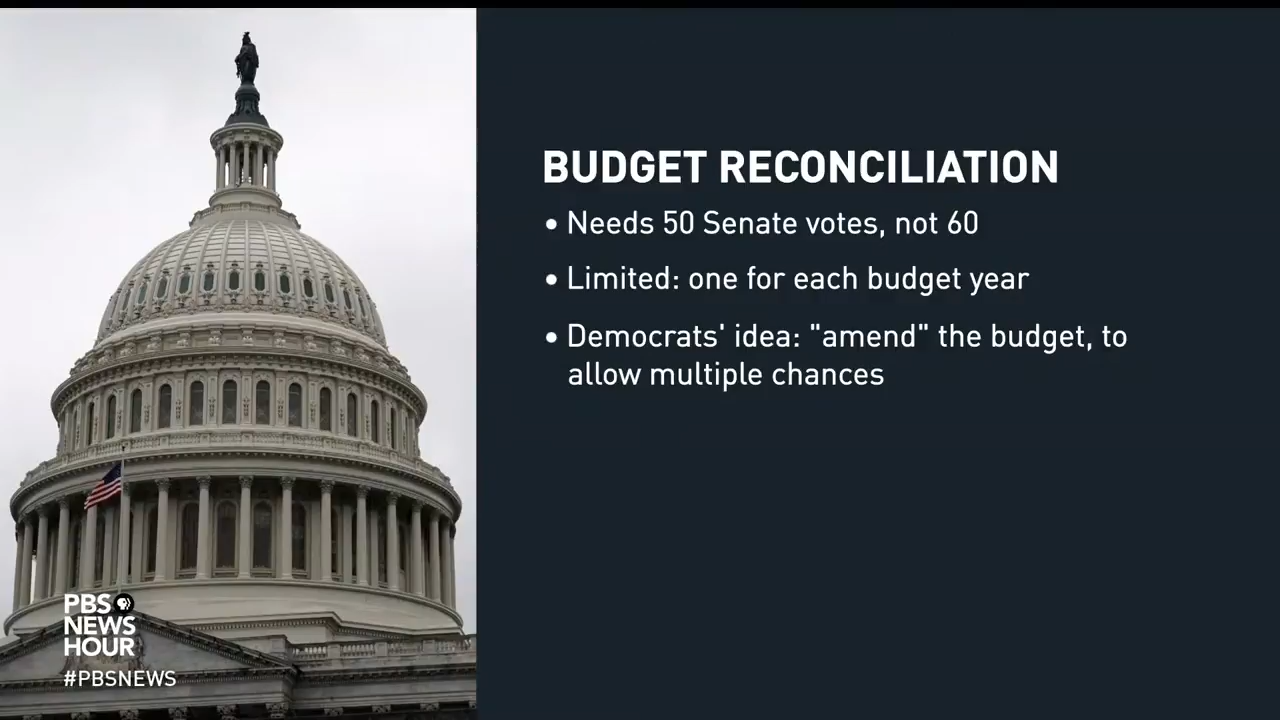 BUDGET RECONCILIATION
• Needs 50 Senate votes, not 60
• Limited: one for each budget year
• Democrats' idea: "amend" the budget, to
allow multiple chances
PBS
NEWS
HOUR
#PBSNEWS